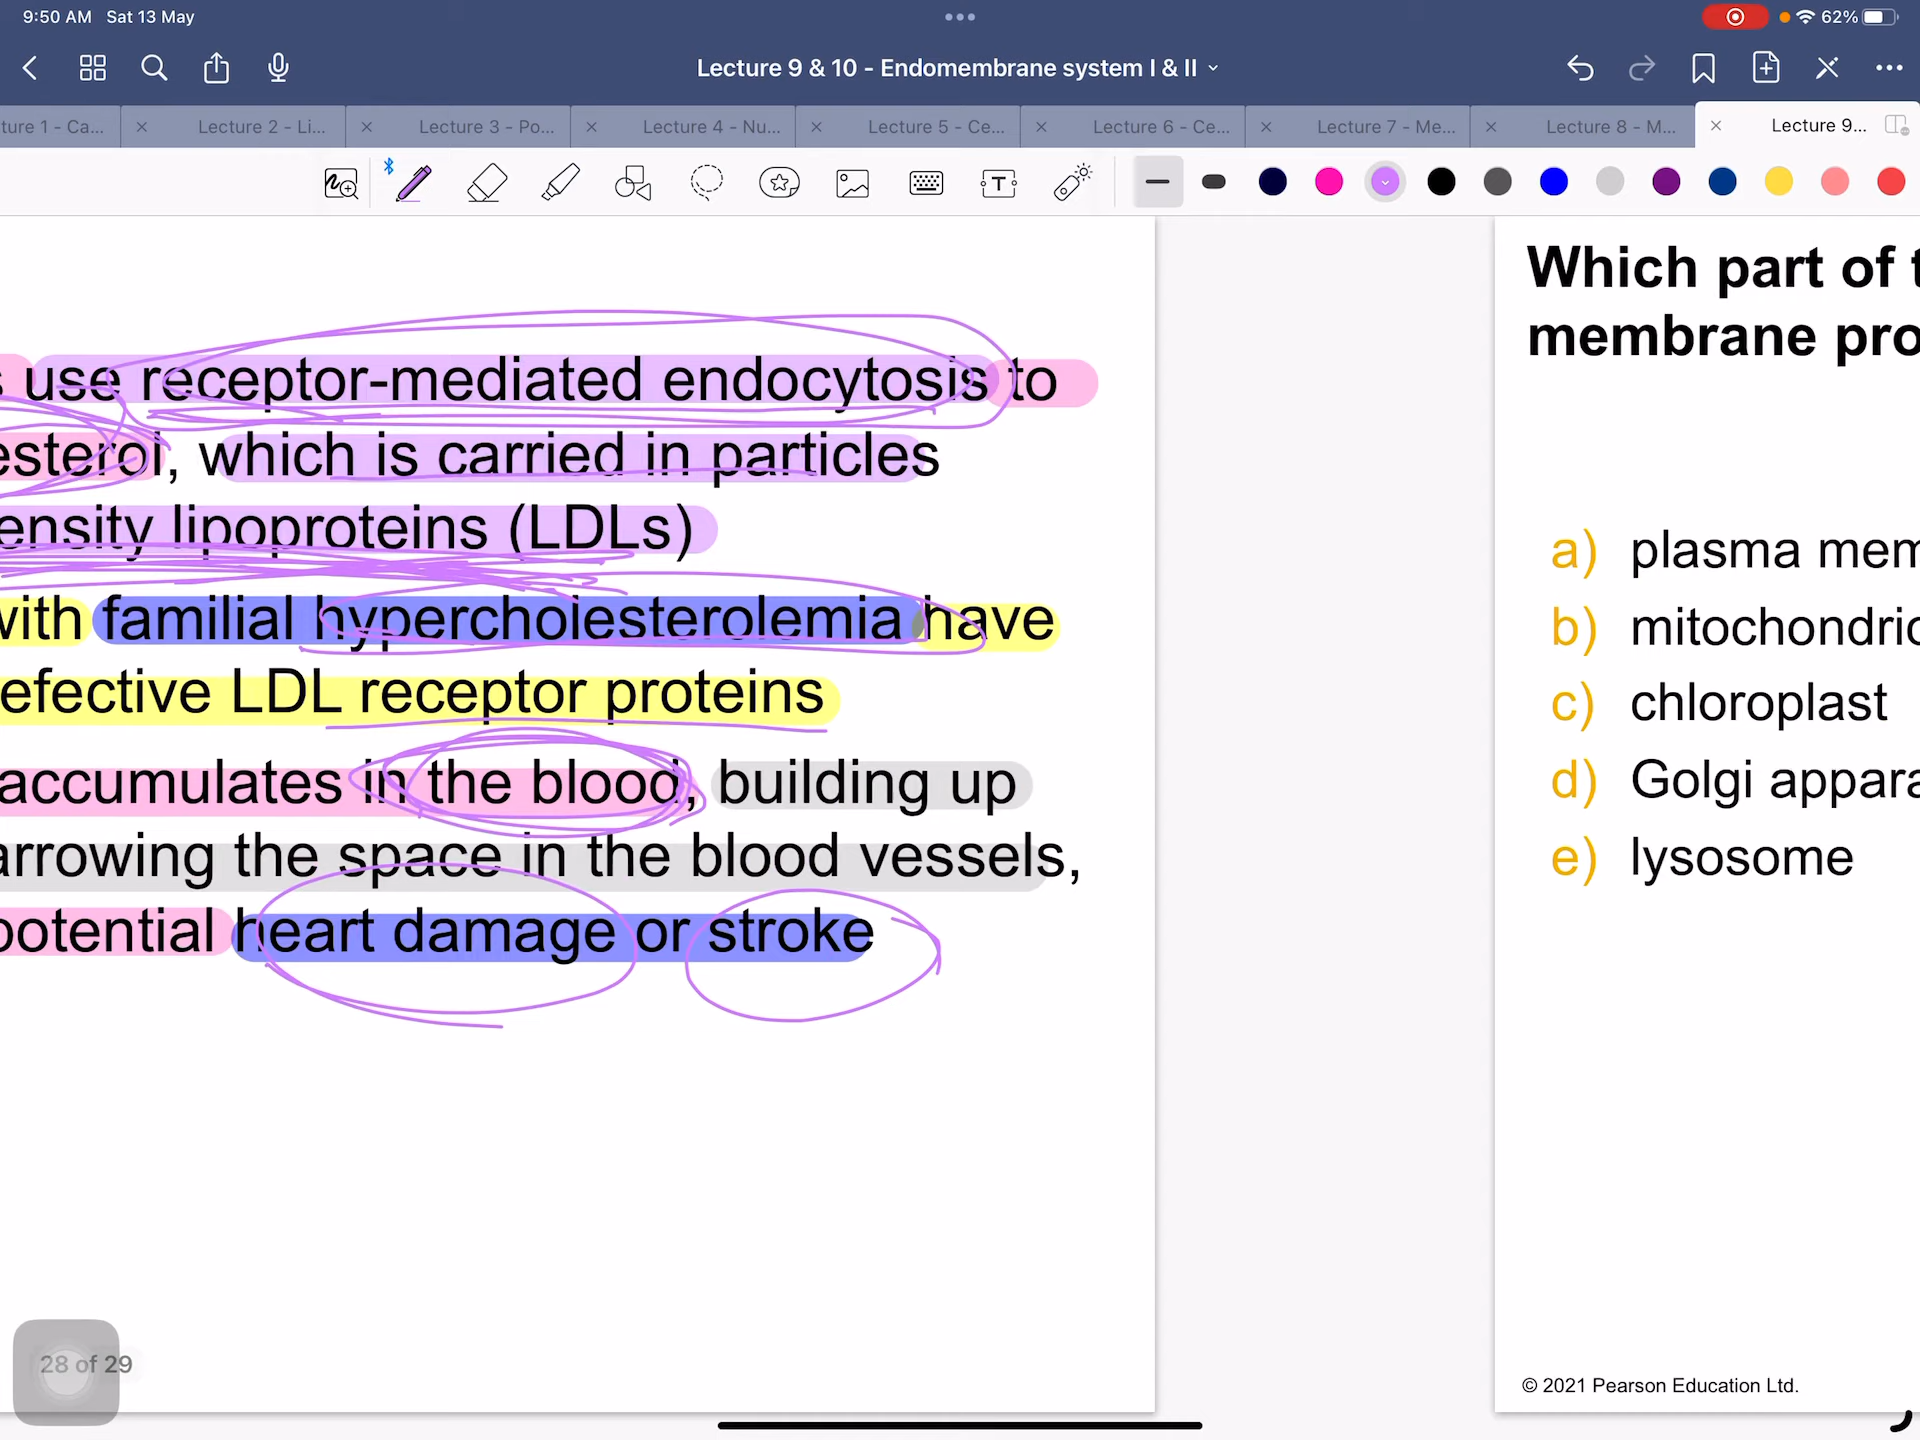 9:50 AM Sat 13 May
62%
Lecture 9 & 10 - Endomembrane system I & II
ture 1 - Ca...
Lecture 2 - Li...
Lecture 3 - Po...
Lecture 4 - Nu...
Lecture 5 - Ce...
Lecture 6 - Ce...
Lecture 7 - Me...
Lecture 8 - M...
Lecture 9...
s use receptor-mediated endocytosis to
esterol, which is carried in particles
ensity lipoproteins (LDLs)
with familial hypercholesterolemia have
efective LDL receptor proteins
accumulates in the blood, building up
arrowing the space in the blood vessels,
potential heart damage or stroke
28 of 29
Which part of t
membrane pro
a) plasma mem
b) mitochondrio
c) chloroplast
d) Golgi appara
e) lysosome
© 2021 Pearson Education Ltd.